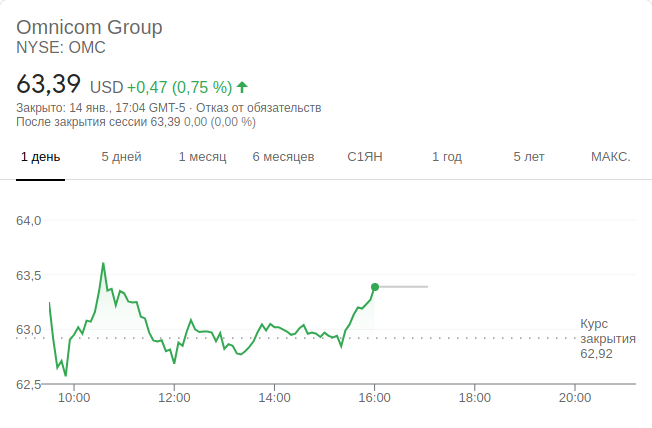 Omnicom Group
NYSE: OMC
63,39 USD +0,47 (0,75 %)
Закрыто: 14 янв., 17:04 GMT-5 · Отказ от обязательств
После закрытия сессии 63,39 0,00 (0,00 %)
1 день 5 дней 1 месяц 6 месяцев С1ЯН 1 год 5 лет МАКС.
64,0
63,5
63,0
Курс
закрытия
62,92
62,5
10:00 12:00 14:00 16:00 18:00 20:00